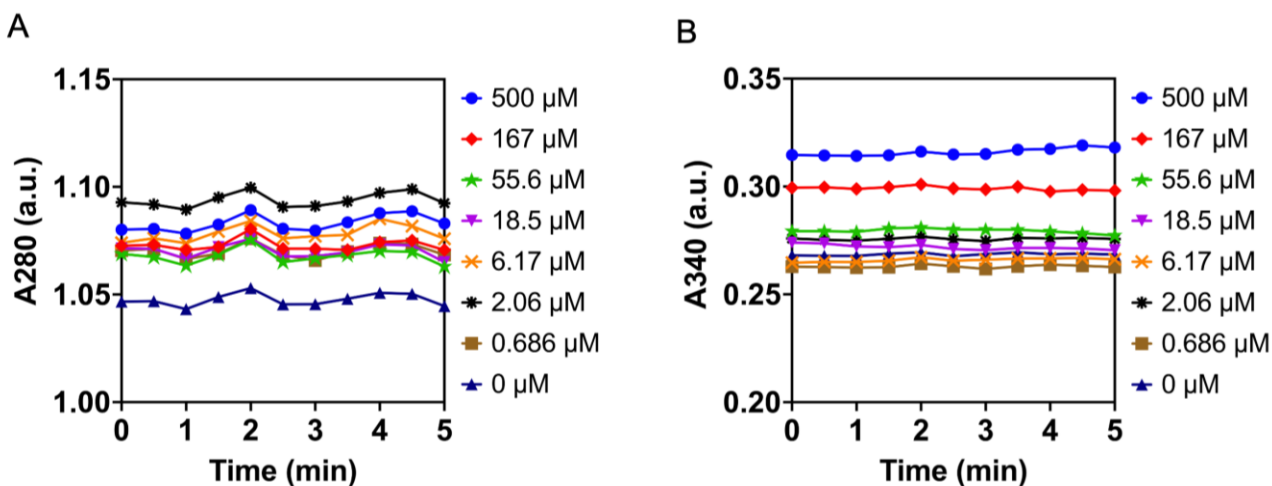 A
A280 (a.u.)
1.15
1.10
1.05
1.00
0 1 2 3 4 5
Time (min)
500 µM
167 µM
55.6 µM
18.5 µM
6.17 µM
2.06 µM
0.686 µM
0 µM
B
A340 (a.u.)
0.35
0.30
0.25
0.20
0 1 2 3 4 5
Time (min)
500 µM
167 µM
55.6 µM
18.5 µM
6.17 µM
2.06 µM
0.686 µM
0 µM